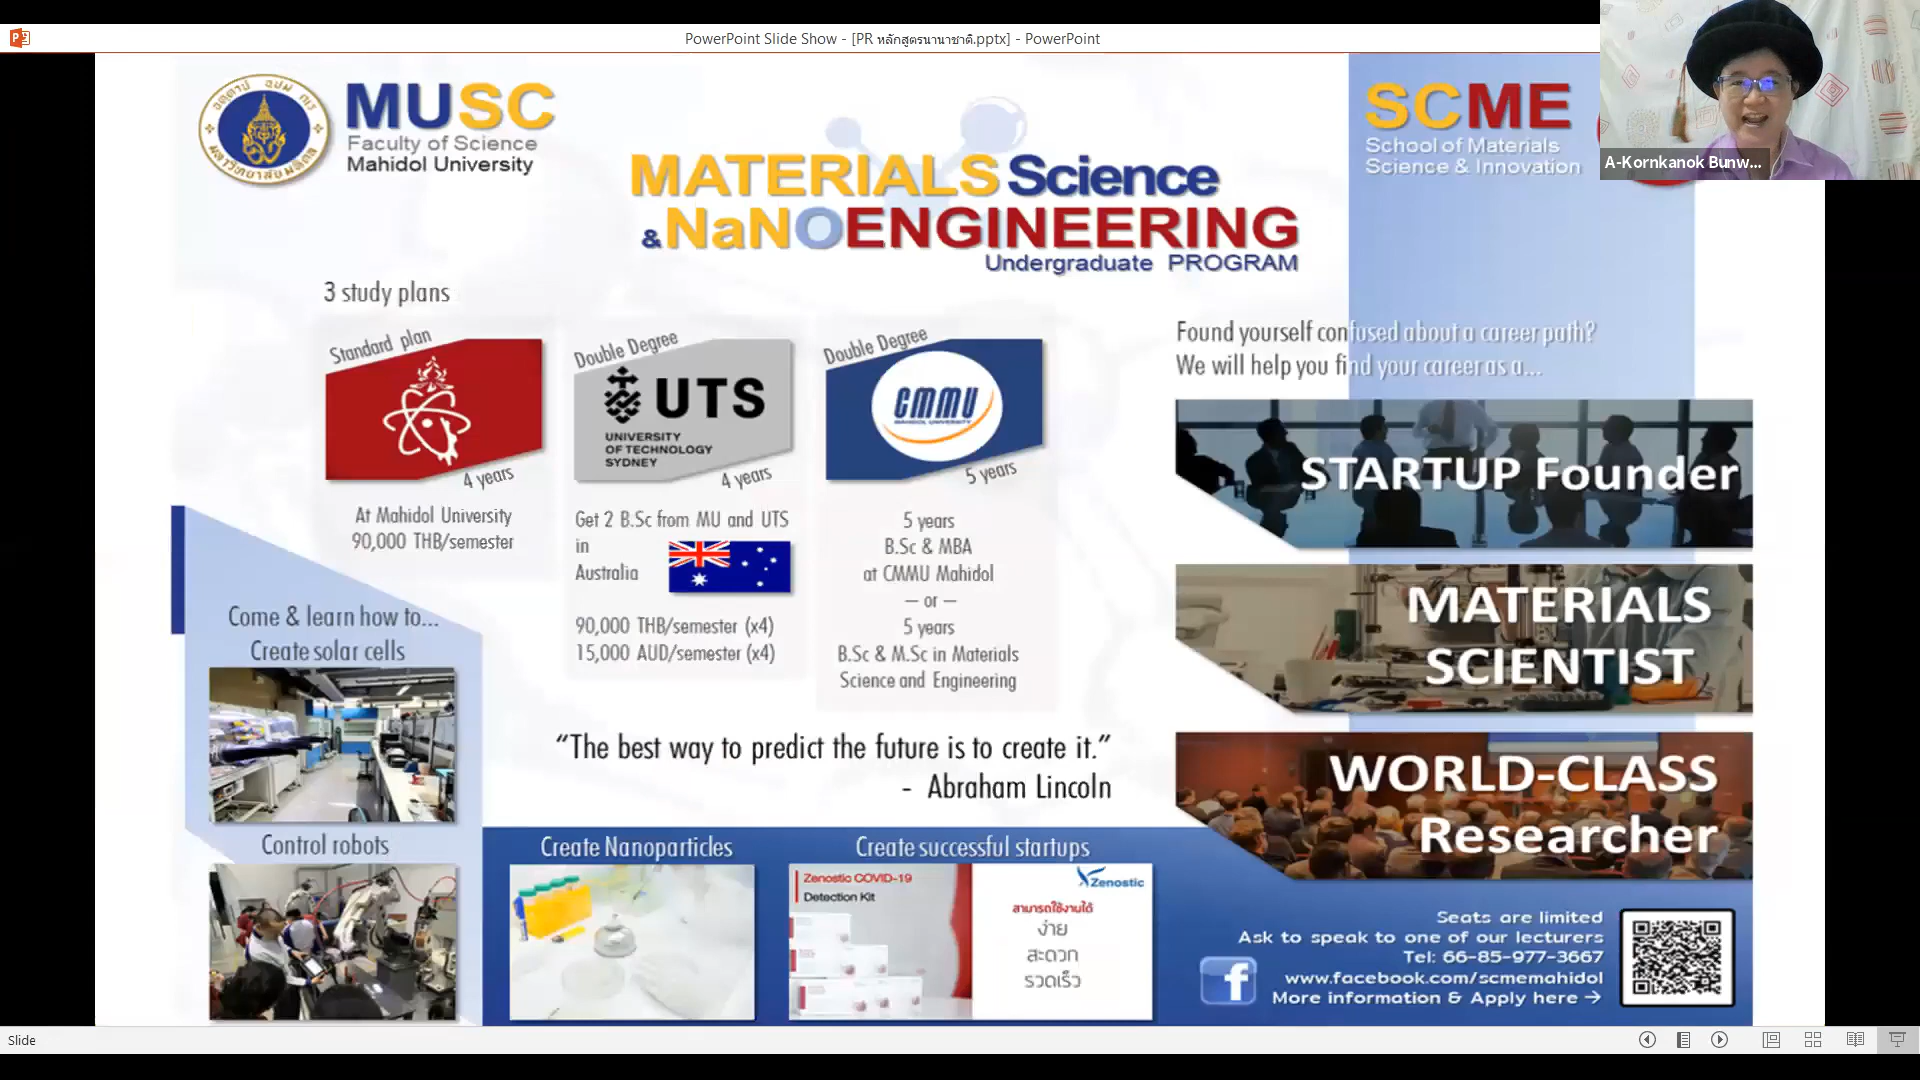 PowerPoint Slide Show - [PR หลักสูตรนานาชาติ.pptx] - PowerPoint
MUSC
Faculty of Science
Mahidol University
MATERIALS Science
& NaNOENGINEERING
Undergraduate PROGRAM
SCME
School of Materials
Science & Innovation
A-Kornkanok Bunw...
3 study plans
Standard plan
4 years
At Mahidol University
90,000 THB/semester
Double Degree
UTS
UNIVERSITY
OF TECHNOLOGY
SYDNEY
4 years
Get 2 B.Sc from MU and UTS
in
Australia
90,000 THB/semester (x4)
15,000 AUD/semester (x4)
Double Degree
CMMU
MAHIDOL UNIVERSITY
5 years
5 years
B.Sc & MBA
at CMMU Mahidol
– or –
5 years
B.Sc & M.Sc in Materials
Science and Engineering
Found yourself confused about a career path?
We will help you find your career as a...
STARTUP Founder
MATERIALS
SCIENTIST
WORLD-CLASS
Researcher
Come & learn how to...
Create solar cells
Control robots
“The best way to predict the future is to create it.”
- Abraham Lincoln
Create Nanoparticles
Create successful startups
Zenostic COVID-19
Detection Kit
Zenostic
สามารถใช้งานได้
ง่าย
สะดวก
รวดเร็ว
Seats are limited
Ask to speak to one of our lecturers
Tel: 66-85-977-3667
www.facebook.com/scmemahidol
More information & Apply here →
Slide